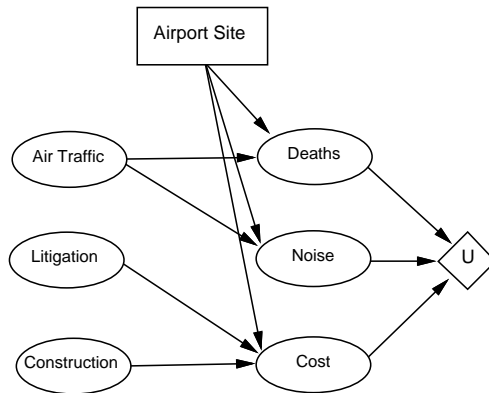 Airport Site
Air Traffic
Deaths
Litigation
Noise
U
Construction
Cost